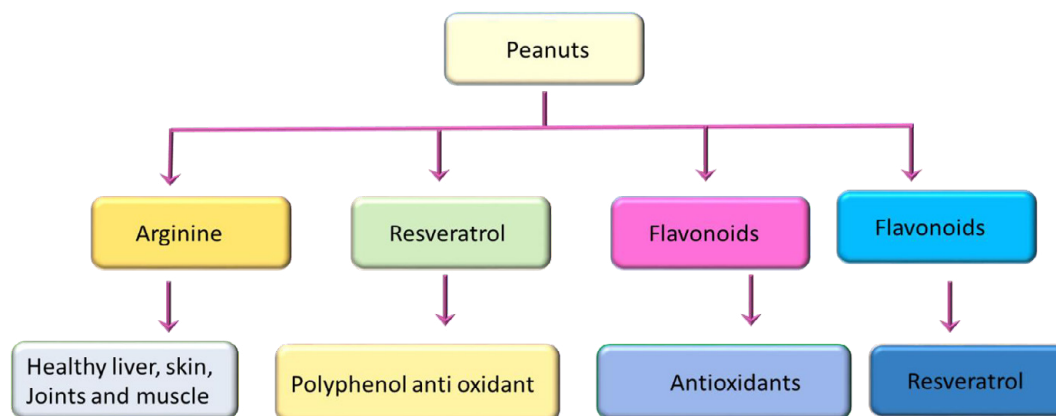 Peanuts
Arginine
Resveratrol
Flavonoids
Flavonoids
Healthy liver, skin,
Joints and muscle
Polyphenol anti oxidant
Antioxidants
Resveratrol